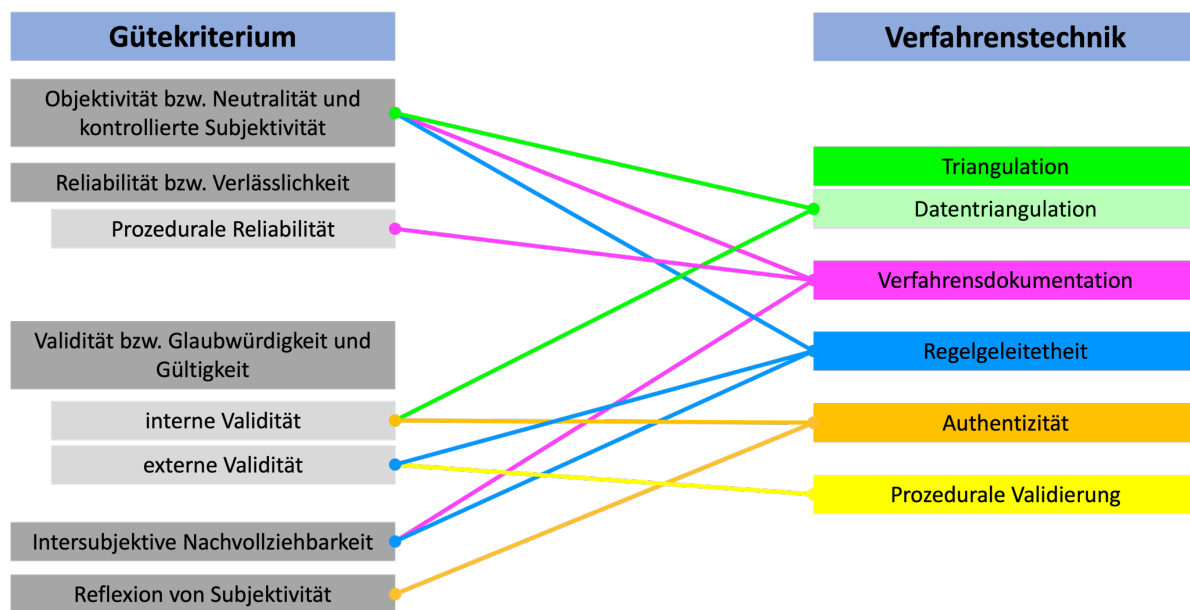 Gütekriterium
Objektivität bzw. Neutralität und
kontrollierte Subjektivität
Reliabilität bzw. Verlässlichkeit
Prozedurale Reliabilität
Validität bzw. Glaubwürdigkeit und
Gültigkeit
interne Validität
externe Validität
Intersubjektive Nachvollziehbarkeit
Reflexion von Subjektivität
Verfahrenstechnik
Triangulation
Datentriangulation
Verfahrensdokumentation
Regelgeleitetheit
Authentizität
Prozedurale Validierung